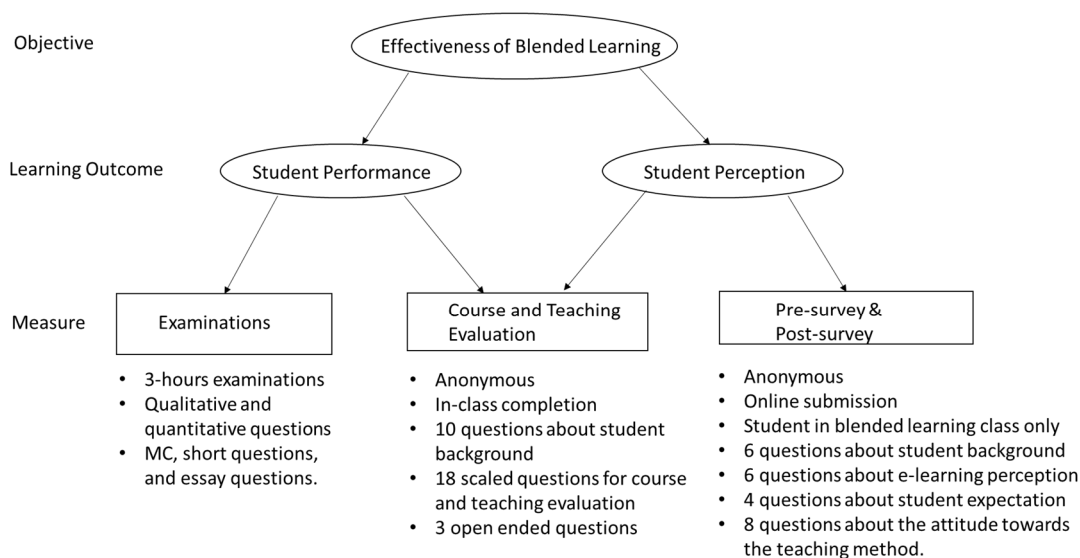 Objective
Effectiveness of Blended Learning
Learning Outcome
Student Performance
Student Perception
Measure
Examinations
Course and Teaching
Evaluation
Pre-survey &
Post-survey
• 3-hours examinations
• Qualitative and
quantitative questions
• MC, short questions,
and essay questions.
• Anonymous
• In-class completion
• 10 questions about student
background
• 18 scaled questions for course
and teaching evaluation
• 3 open ended questions
• Anonymous
• Online submission
• Student in blended learning class only
• 6 questions about student background
• 6 questions about e-learning perception
• 4 questions about student expectation
• 8 questions about the attitude towards
the teaching method.